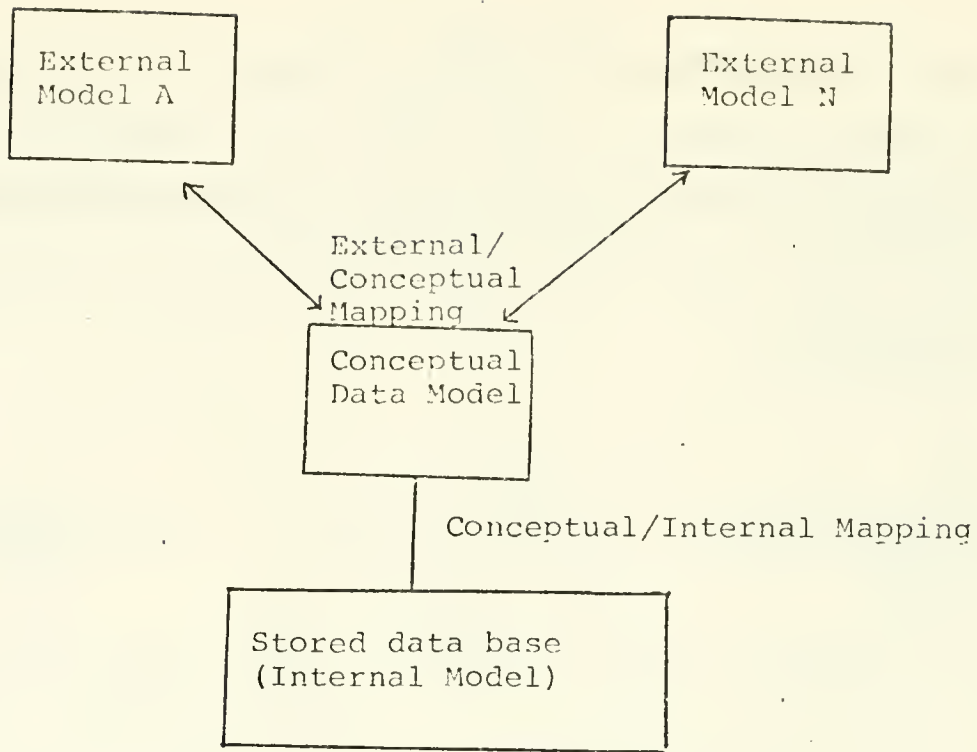 External
Model A
External
Model N
External/
Conceptual
Mapping
Conceptual
Data Model
Conceptual/Internal Mapping
Stored data base
(Internal Model)